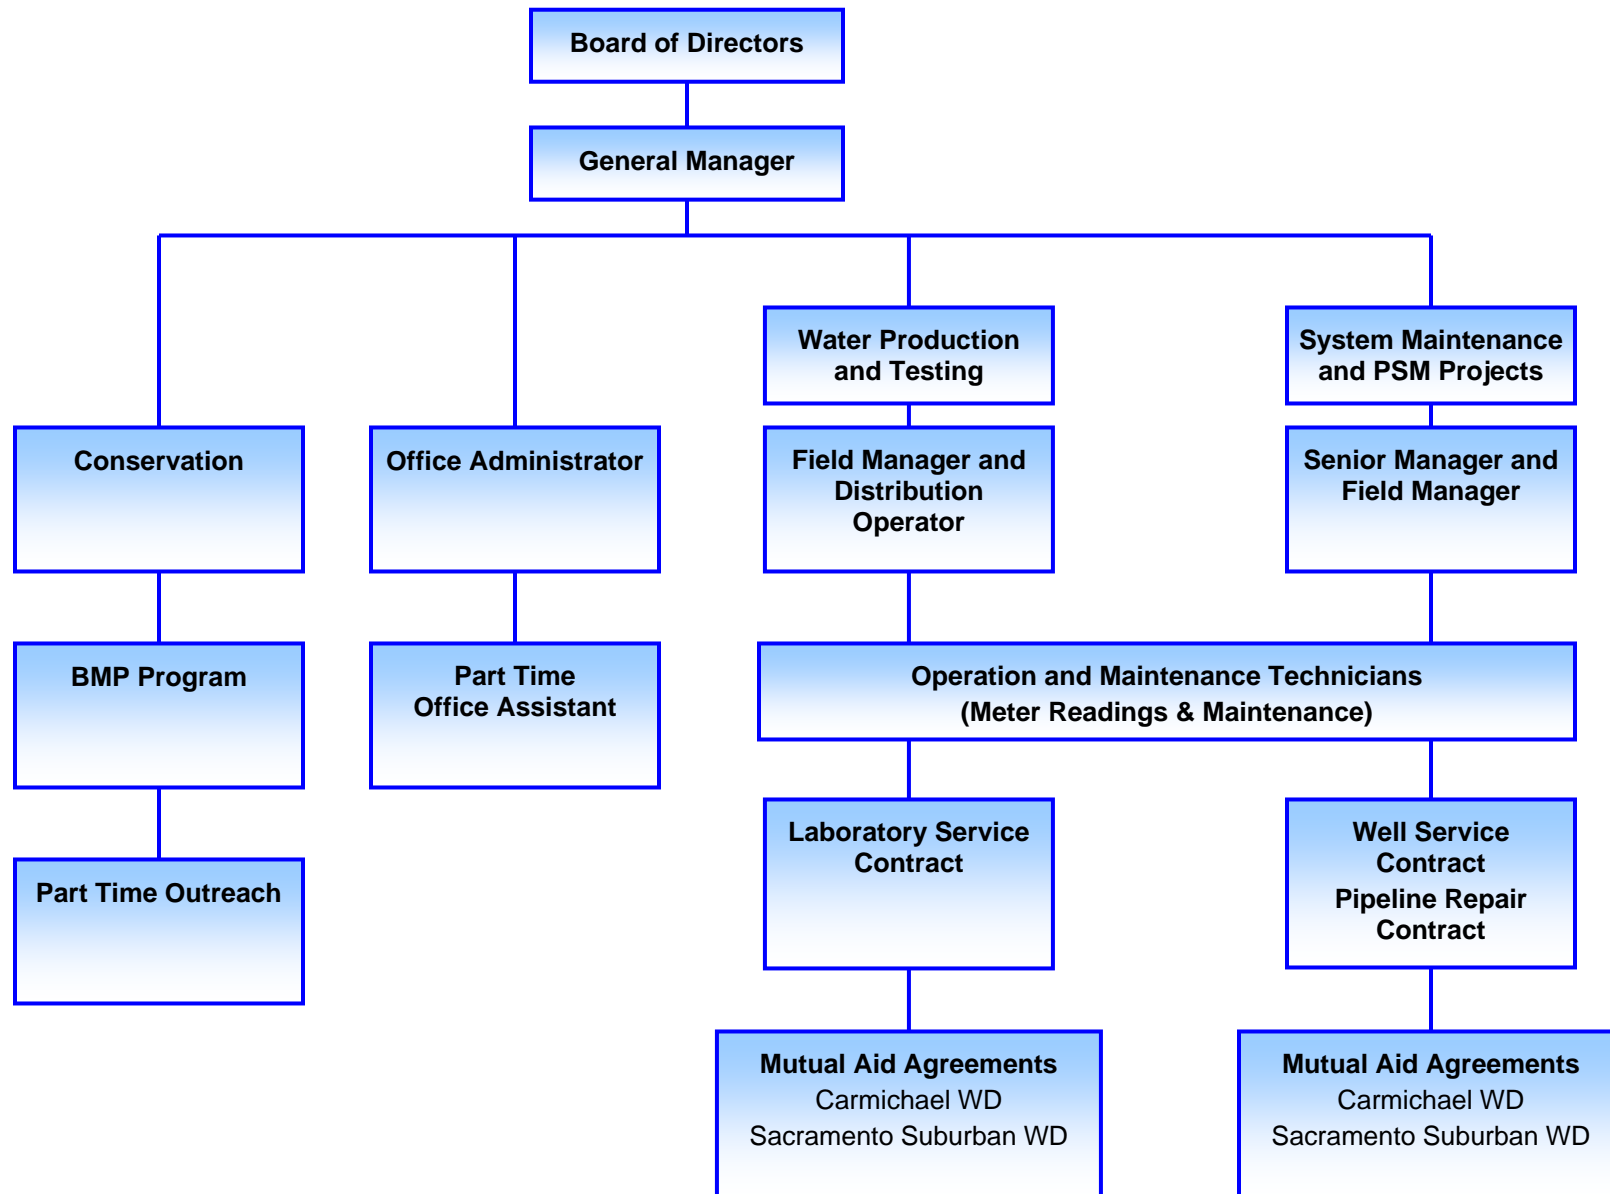 Board of Directors
General Manager
Water Production
and Testing
System Maintenance
and PSM Projects
Conservation
Office Administrator
Field Manager and
Distribution
Operator
Senior Manager and
Field Manager
BMP Program
Part Time
Office Assistant
Operation and Maintenance Technicians
(Meter Readings & Maintenance)
Part Time Outreach
Laboratory Service
Contract
Well Service
Contract
Pipeline Repair
Contract
Mutual Aid Agreements
Carmichael WD
Sacramento Suburban WD
Mutual Aid Agreements
Carmichael WD
Sacramento Suburban WD